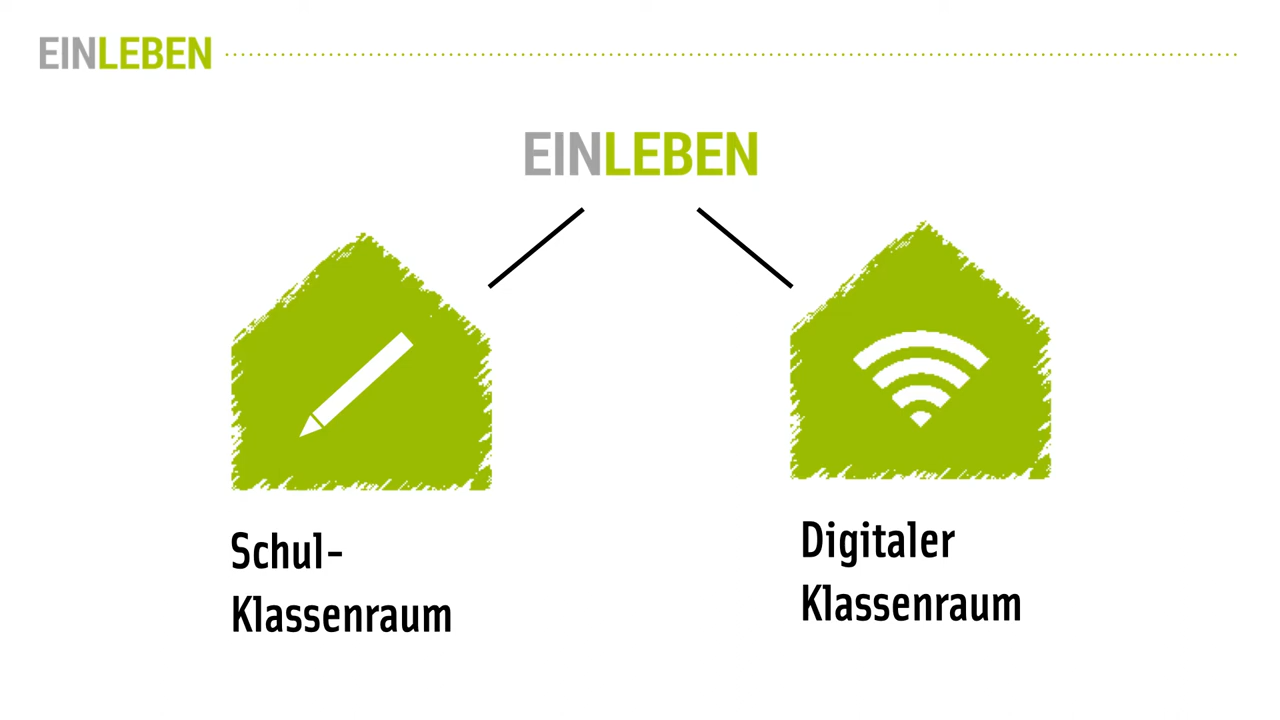 EINLEBEN
EINLEBEN
Schul-
Klassenraum
Digitaler
Klassenraum